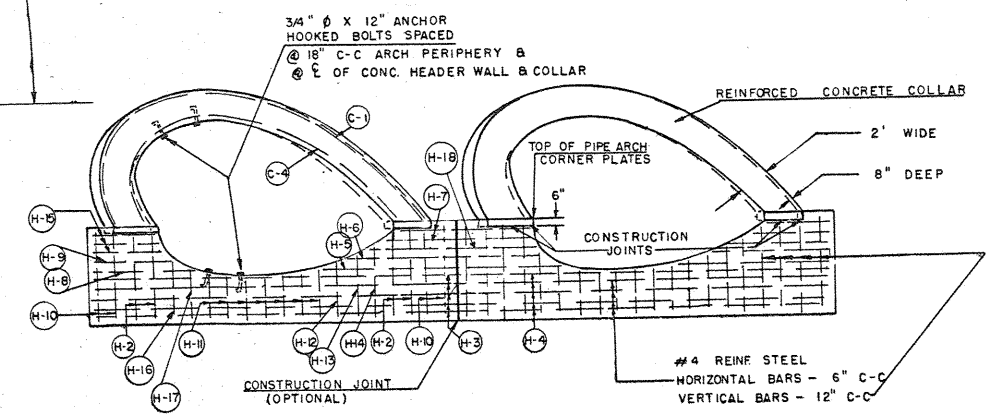 3/4" Ø X 12" ANCHOR
HOOKED BOLTS SPACED
@ 18" C-C ARCH PERIPHERY &
@ ℄ OF CONC. HEADER WALL & COLLAR
REINFORCED CONCRETE COLLAR
C-1
2' WIDE
TOP OF PIPE ARCH
CORNER PLATES
H-18
C-4
8" DEEP
H-7
6"
H-15
H-6
H-5
CONSTRUCTION
JOINTS
H-9
H-8
H-10
H-2
H-16
H-17
H-11
H-12
H-13
H-14
H-2
H-10
H-3
H-4
CONSTRUCTION JOINT
(OPTIONAL)
#4 REINF. STEEL
HORIZONTAL BARS - 6" C-C
VERTICAL BARS - 12" C-C